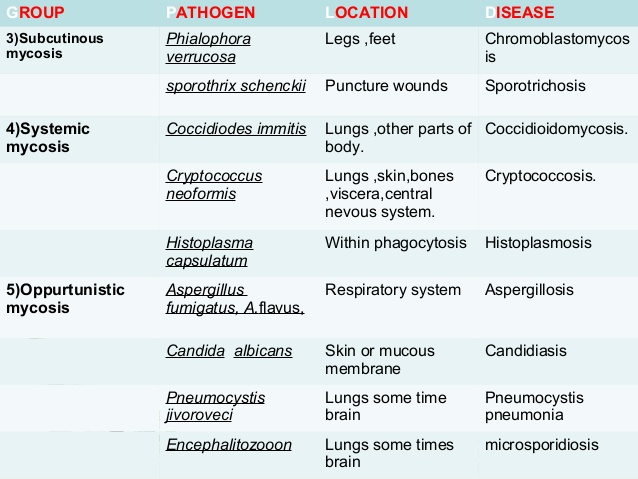 GROUP PATHOGEN LOCATION DISEASE
3)Subcutinous mycosis Phialophora verrucosa Legs ,feet Chromoblastomycos is
sporothrix schenckii Puncture wounds Sporotrichosis
4)Systemic mycosis Coccidiodes immitis Lungs ,other parts of body. Coccidioidomycosis.
Cryptococcus neoformis Lungs ,skin,bones ,viscera,central nevous system. Cryptococcosis.
Histoplasma capsulatum Within phagocytosis Histoplasmosis
5)Oppurtunistic mycosis Aspergillus fumigatus, A.flavus, Respiratory system Aspergillosis
Candida albicans Skin or mucous membrane Candidiasis
Pneumocystis jivoroveci Lungs some time brain Pneumocystis pneumonia
Encephalitozooon Lungs some times brain microsporidiosis